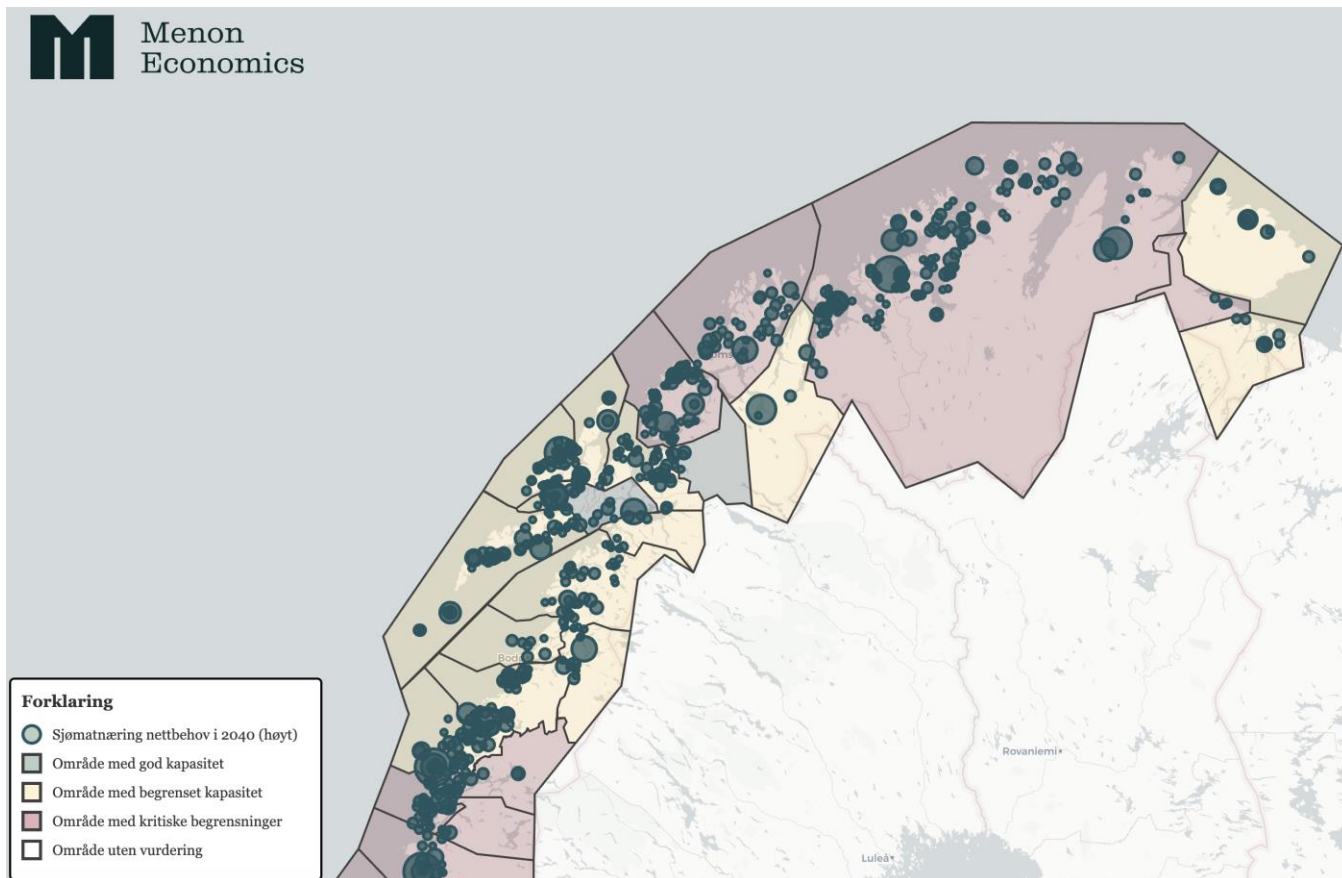 Menon
Economics
Bodø
Forklaring
Sjømatnæring nettbehov i 2040 (høyt)
Område med god kapasitet
Område med begrenset kapasitet
Område med kritiske begrensninger
Område uten vurdering
Rovaniemi
Luleå